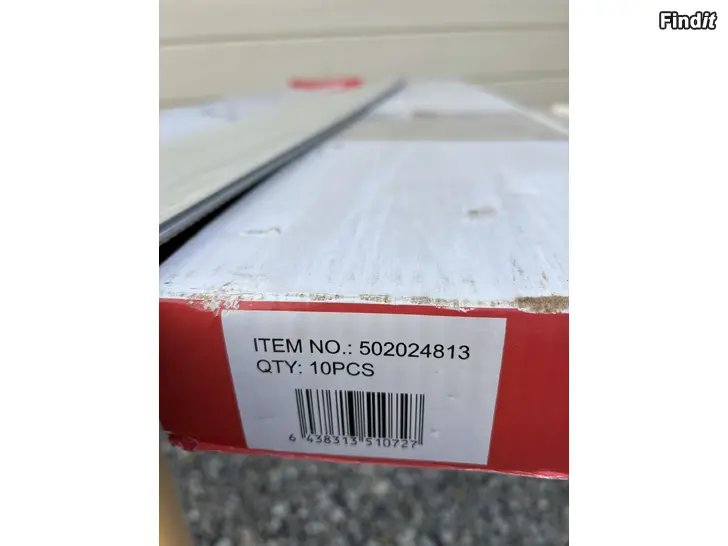 Findit
ITEM NO.: 502024813
QTY: 10PCS
6 438313 510727